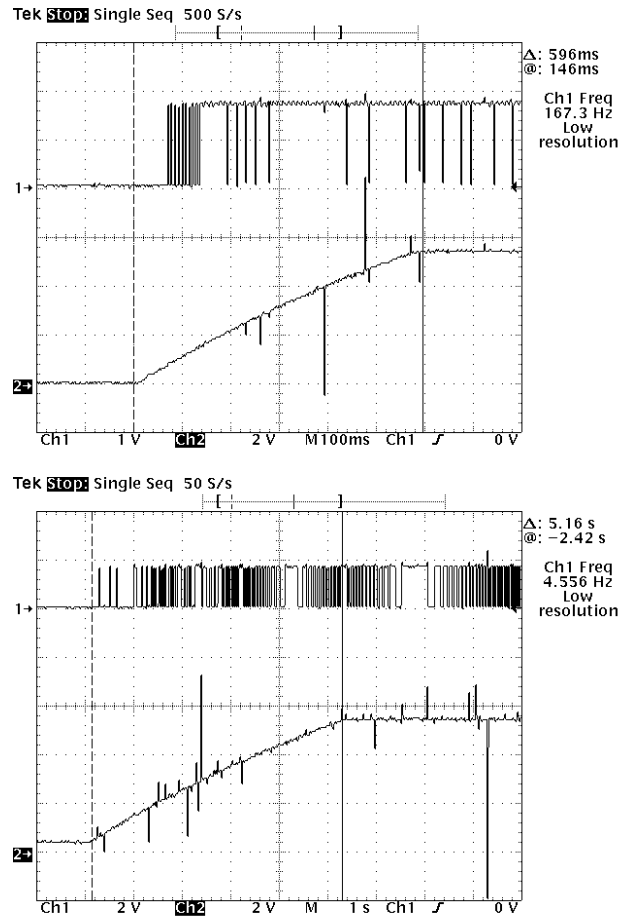 Tek Stop: Single Seq 500 S/s
Δ: 596ms
@: 146ms
Ch1 Freq
167.3 Hz
Low
resolution
1→
2→
Ch1 1 V Ch2 2 V M100ms Ch1 0 V
Tek Stop: Single Seq 50 S/s
Δ: 5.16 s
@: −2.42 s
Ch1 Freq
4.556 Hz
Low
resolution
1→
2→
Ch1 2 V Ch2 2 V M 1 s Ch1 0 V